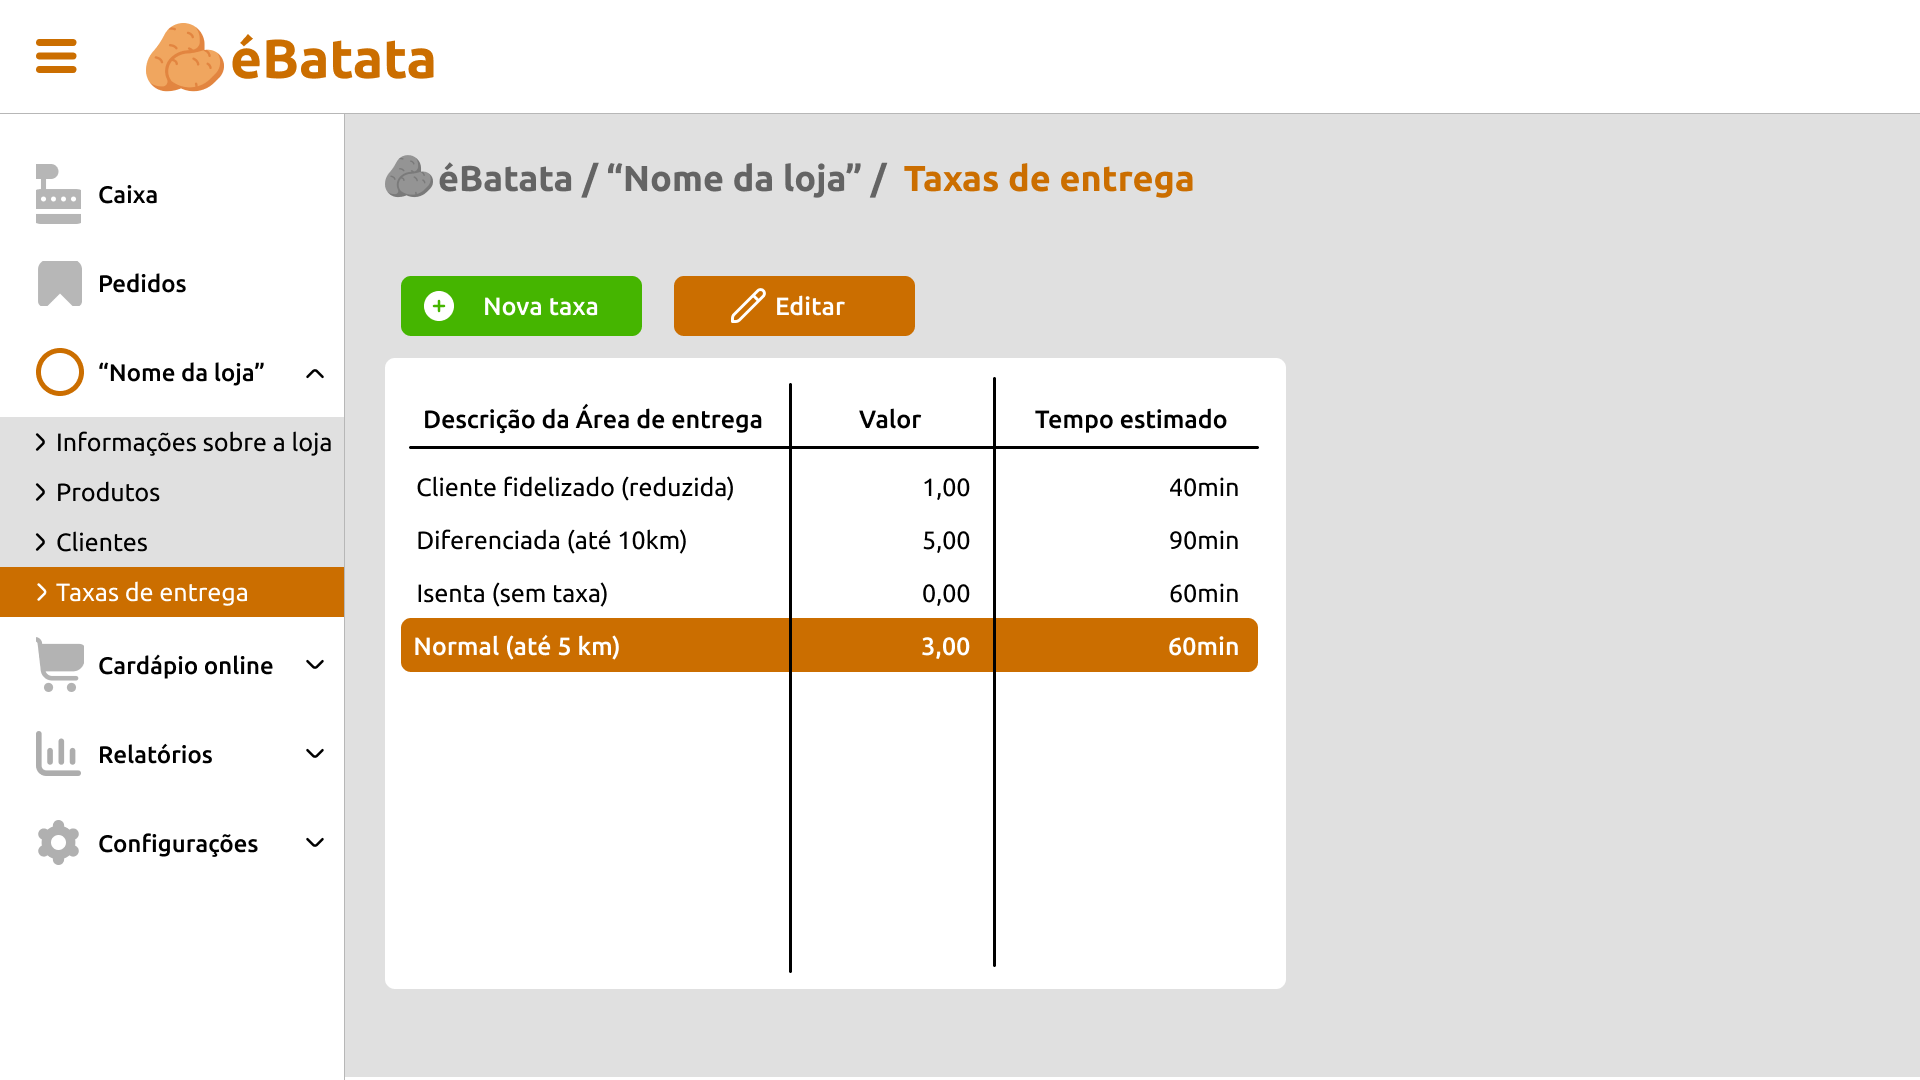 éBatata
Caixa
Pedidos
“Nome da loja”
Informações sobre a loja
Produtos
Clientes
Taxas de entrega
Cardápio online
Relatórios
Configurações
éBatata / “Nome da loja” / Taxas de entrega
Nova taxa Editar
Descrição da Área de entrega Valor Tempo estimado
Cliente fidelizado (reduzida) 1,00 40min
Diferenciada (até 10km) 5,00 90min
Isenta (sem taxa) 0,00 60min
Normal (até 5 km) 3,00 60min